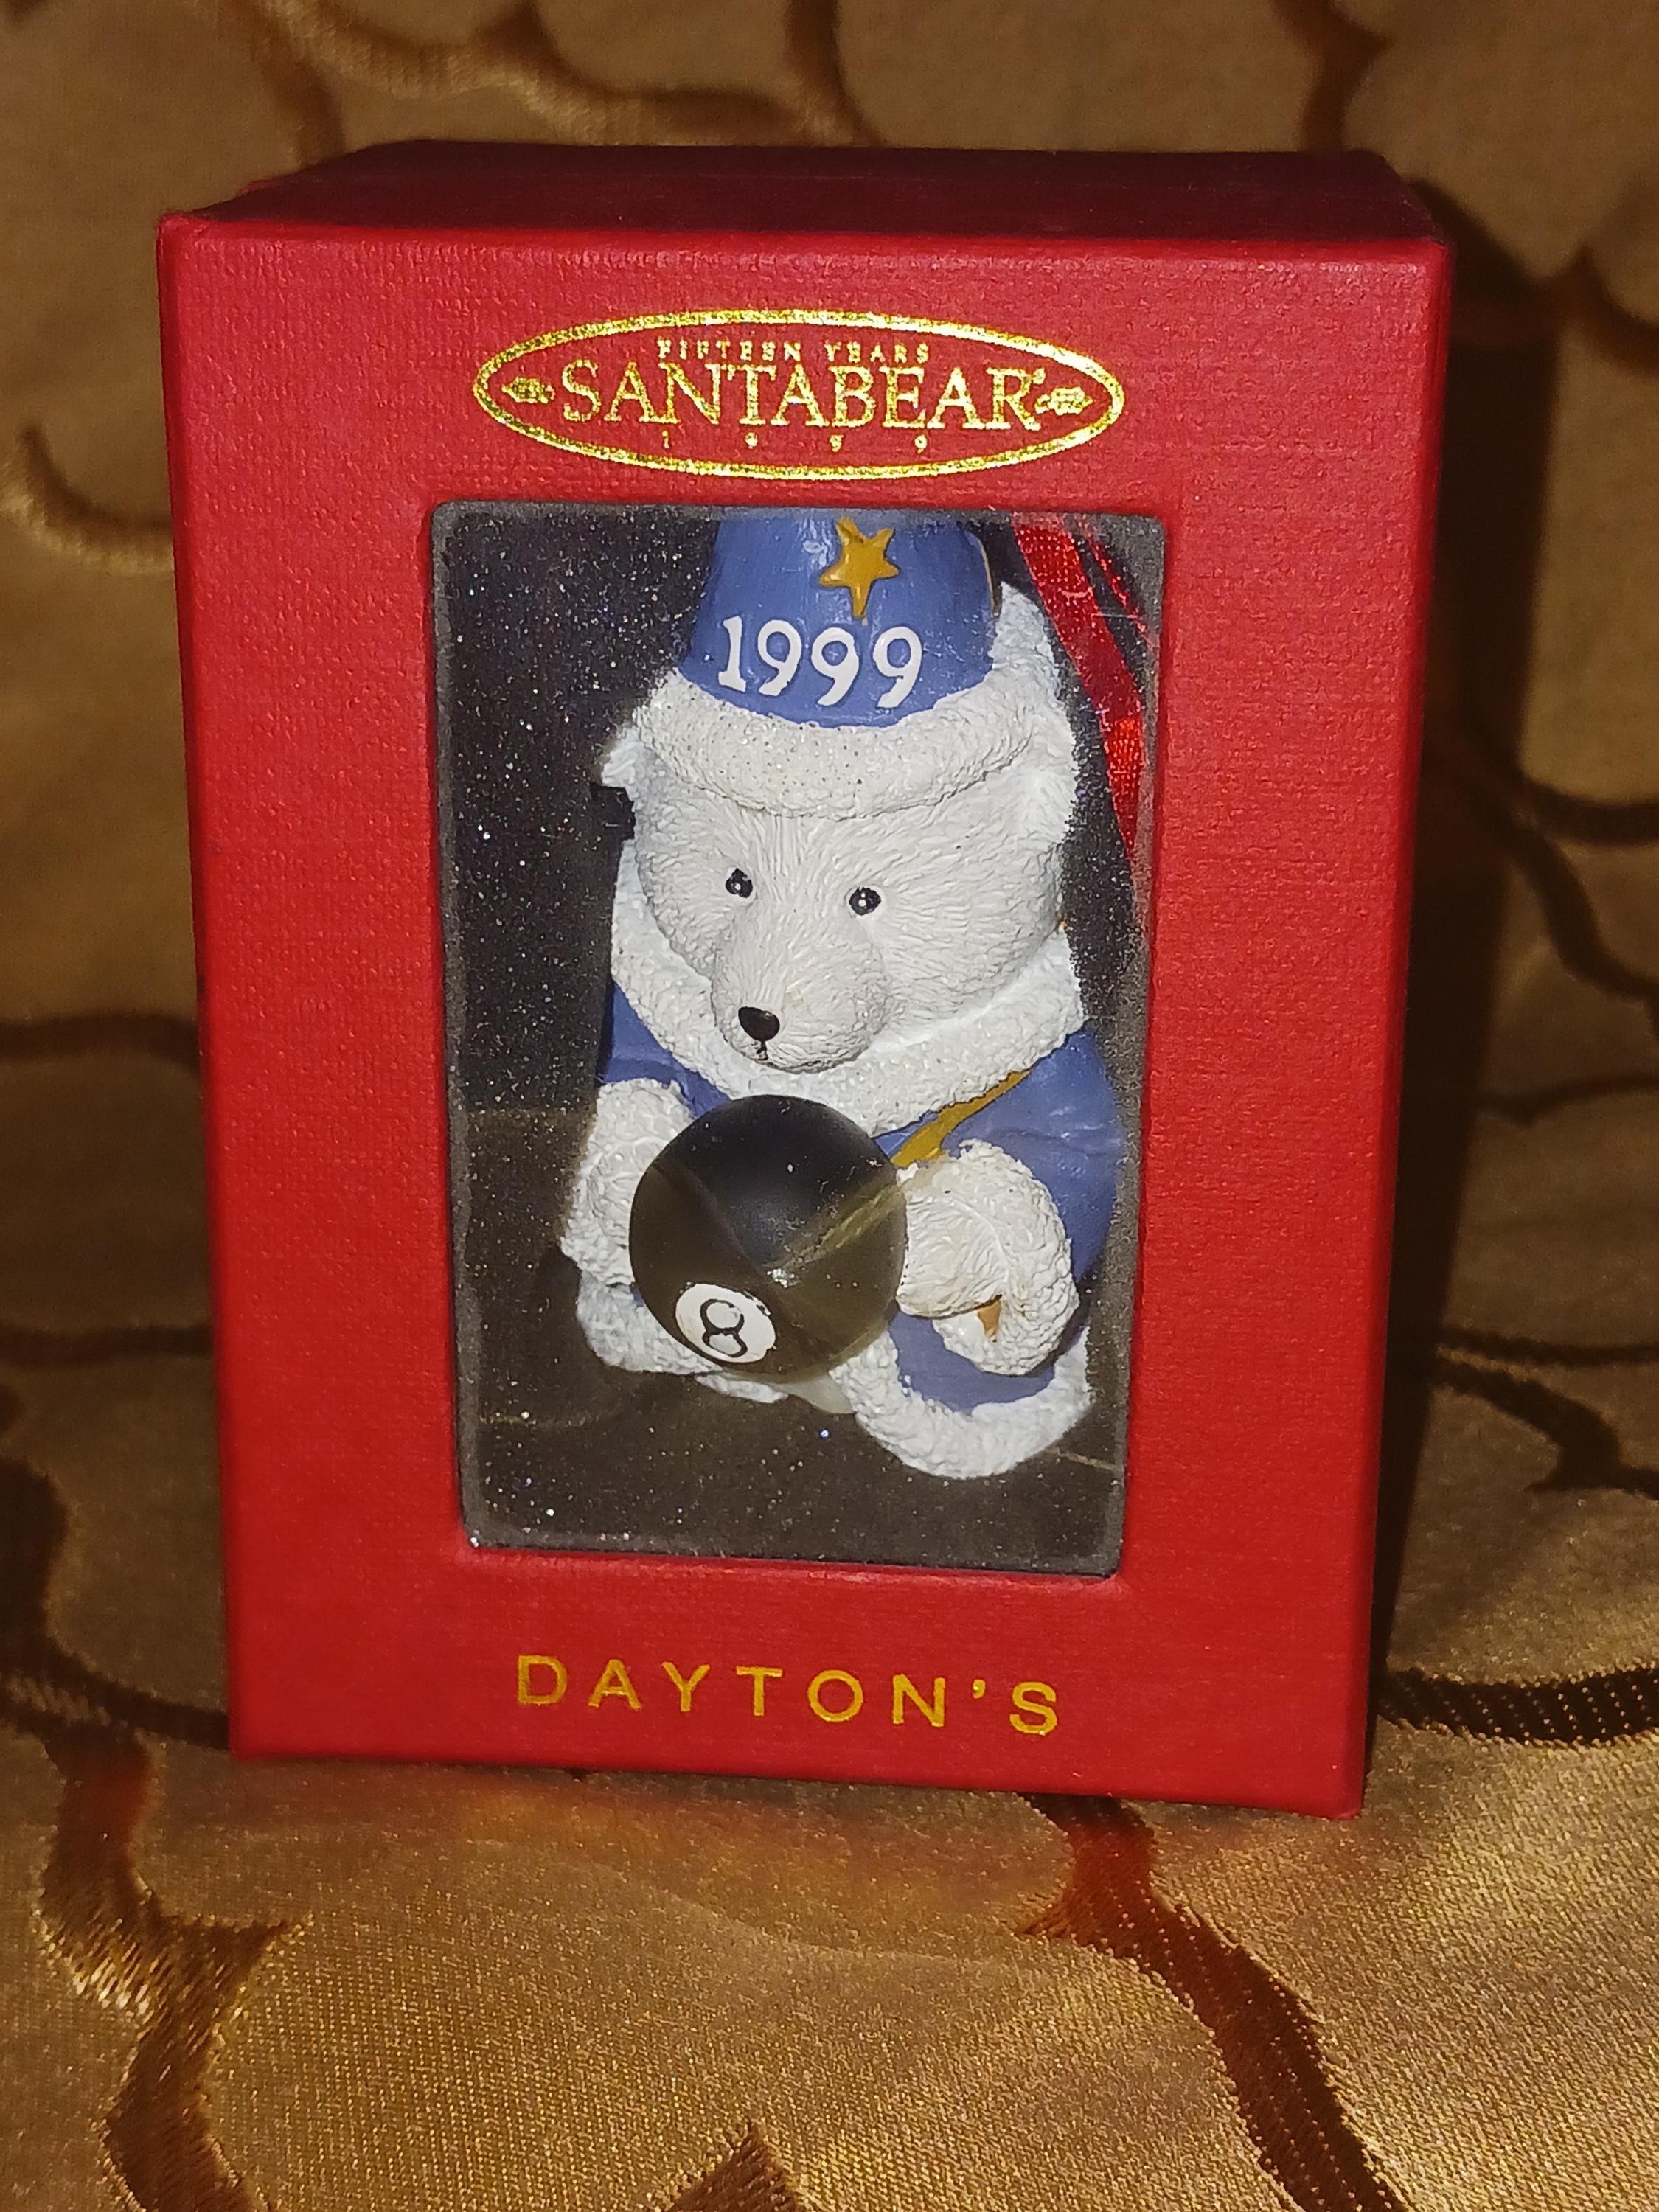 FIFTEEN YEARS
SANTABEAR®
1999
1999
8
DAYTON'S